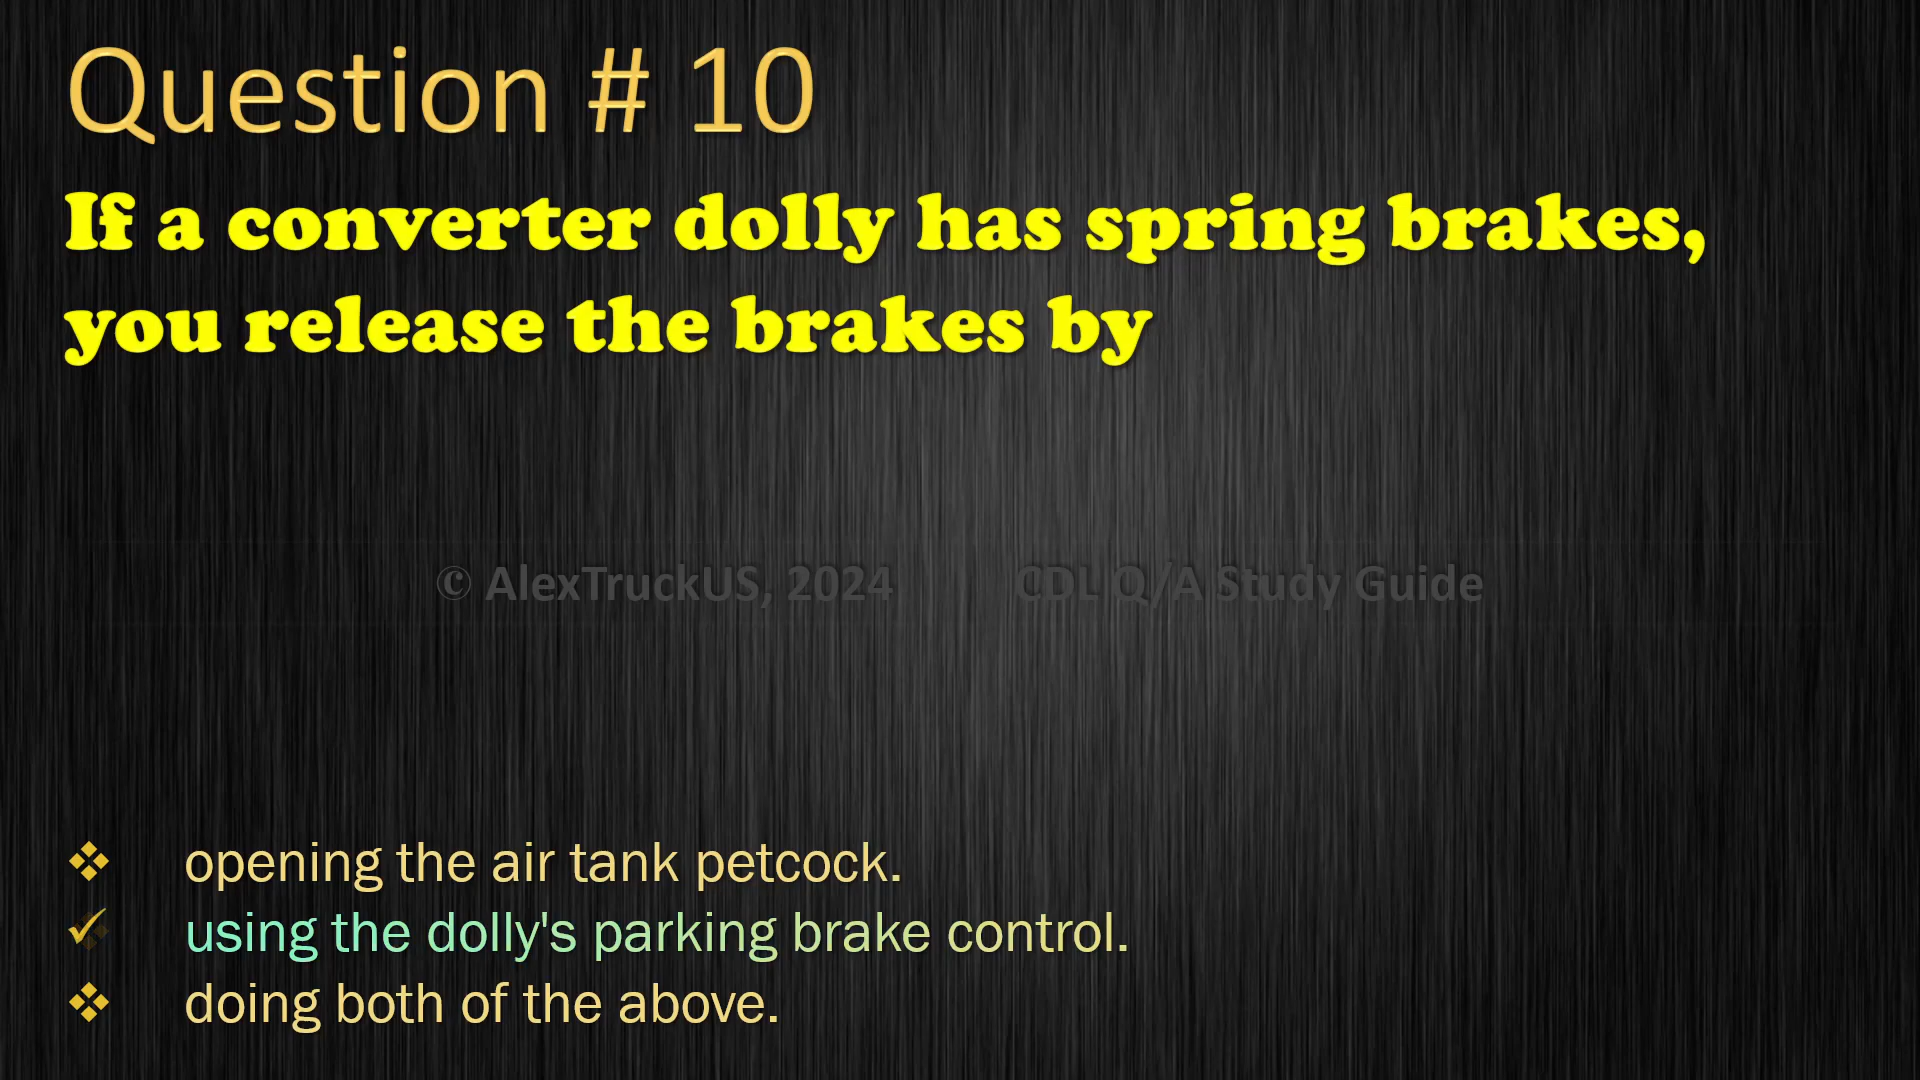 Question # 10
If a converter dolly has spring brakes,
you release the brakes by
© AlexTruckUS, 2024 CDL Q/A Study Guide
opening the air tank petcock.
using the dolly's parking brake control.
doing both of the above.